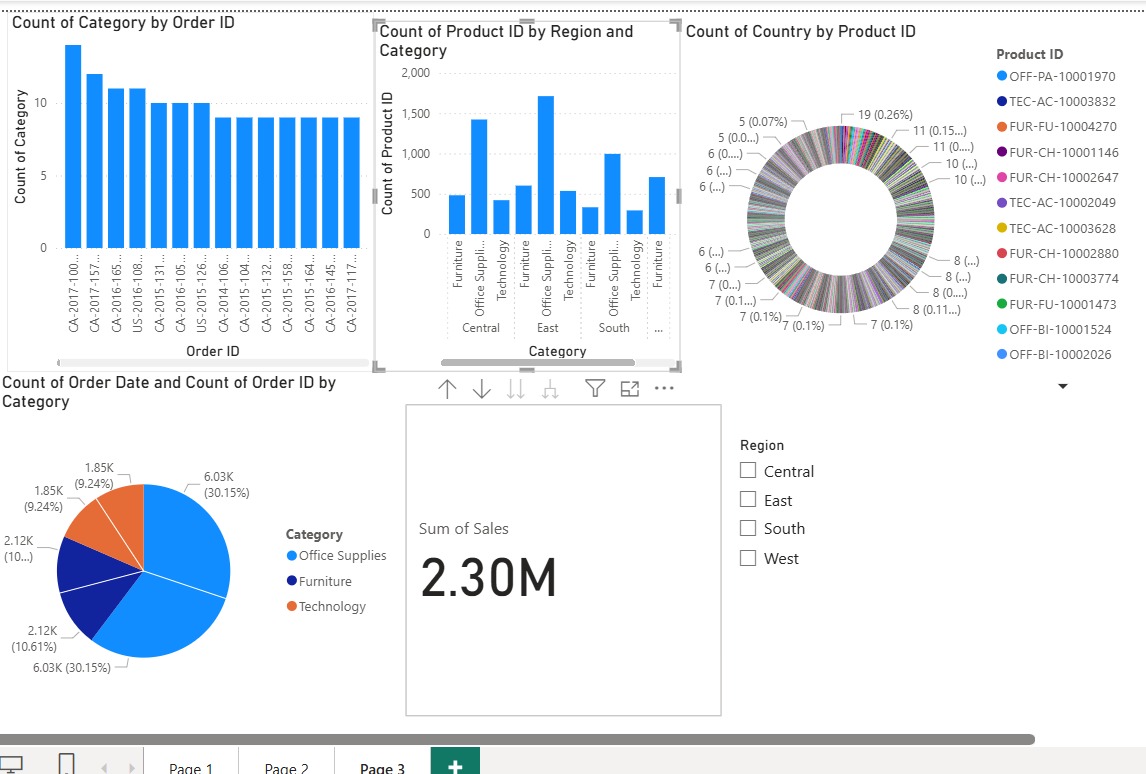 Count of Category by Order ID
Count of Category
10
5
0
CA-2017-100...
CA-2017-157...
CA-2016-165...
US-2016-108...
CA-2015-131...
CA-2016-105...
US-2015-126...
CA-2014-106...
CA-2015-132...
CA-2015-158...
CA-2015-164...
CA-2016-145...
CA-2017-117...
Order ID
Count of Product ID by Region and
Category
Count of Product ID
2,000
1,500
1,000
500
0
Furniture
Office Suppli...
Technology
Furniture
Office Suppli...
Technology
Furniture
Office Suppli...
Technology
Furniture
Central
East
South
...
Category
Count of Country by Product ID
19 (0.26%)
11 (0.15...)
11 (0....)
10 (...)
10 (...)
8 (...)
8 (...)
8 (0....)
8 (0.11...)
7 (0.1%)
7 (0.1%)
7 (0.1...)
7 (0...)
6 (...)
6 (...)
6 (...)
6 (...)
6 (0....)
5 (0.0...)
5 (0.07%)
Product ID
OFF-PA-10001970
TEC-AC-10003832
FUR-FU-10004270
FUR-CH-10001146
FUR-CH-10002647
TEC-AC-10002049
TEC-AC-10003628
FUR-CH-10002880
FUR-CH-10003774
FUR-FU-10001473
OFF-BI-10001524
OFF-BI-10002026
Count of Order Date and Count of Order ID by
Category
1.85K
(9.24%)
6.03K
(30.15%)
1.85K
(9.24%)
2.12K
(10...)
2.12K
(10.61%)
6.03K (30.15%)
Category
Office Supplies
Furniture
Technology
Sum of Sales
2.30M
Region
Central
East
South
West
Page 1
Page 2
Page 3